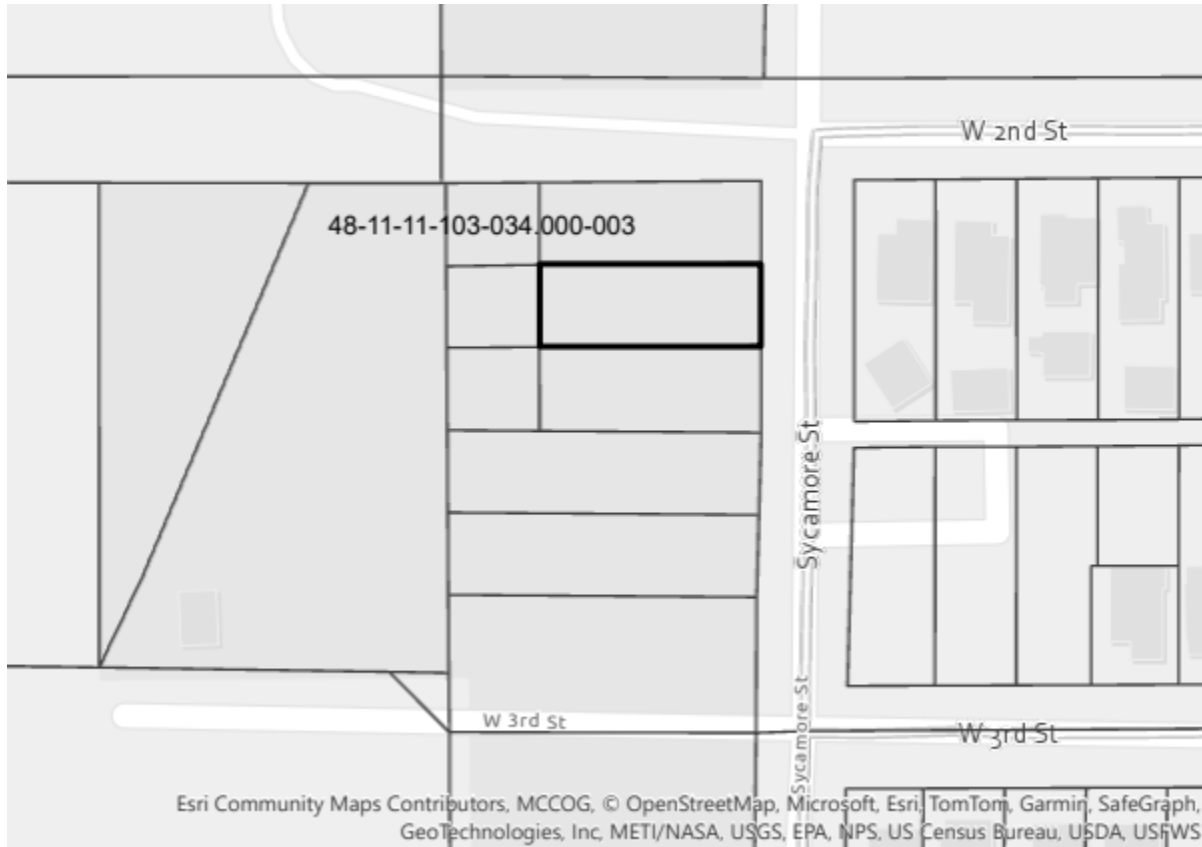 W 2nd St
48-11-11-103-034.000-003
Sycamore St
Sycamore St
W 3rd St
W 3rd St
Esri Community Maps Contributors, MCCOG, © OpenStreetMap, Microsoft, Esri, TomTom, Garmin, SafeGraph,
GeoTechnologies, Inc, METI/NASA, USGS, EPA, NPS, US Census Bureau, USDA, USFWS